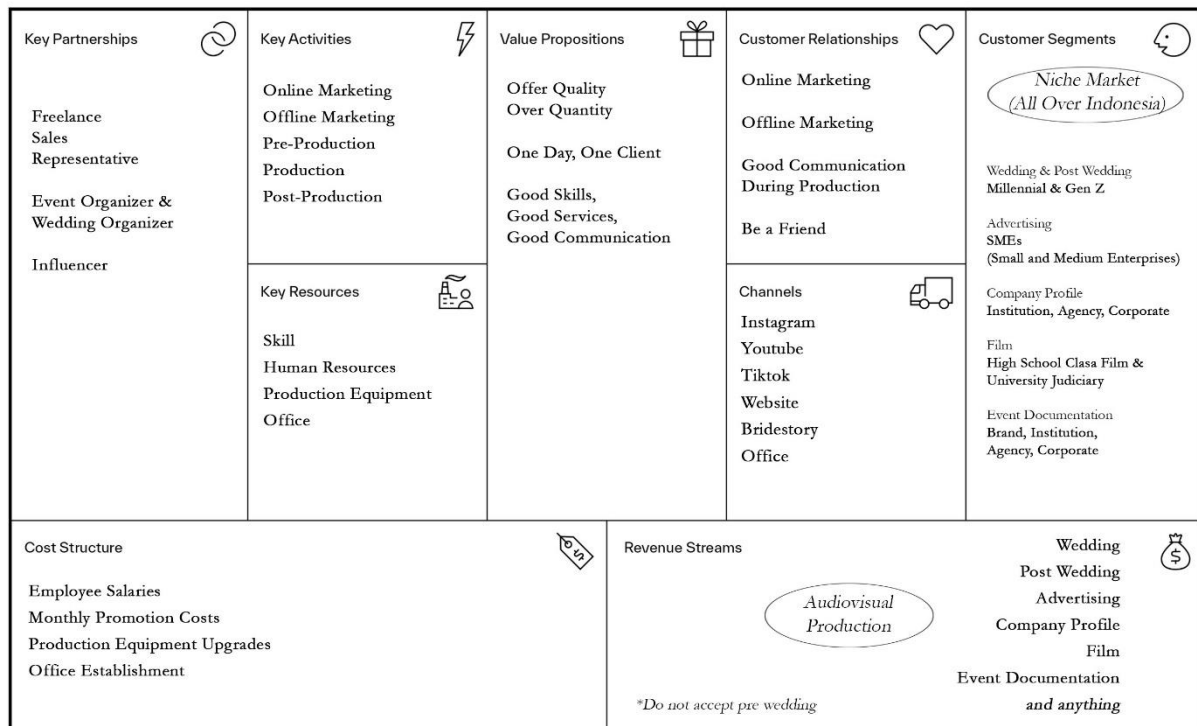 Key Partnerships
Freelance
Sales
Representative
Event Organizer &
Wedding Organizer
Influencer
Key Activities
Online Marketing
Offline Marketing
Pre-Production
Production
Post-Production
Key Resources
Skill
Human Resources
Production Equipment
Office
Value Propositions
Offer Quality
Over Quantity
One Day, One Client
Good Skills,
Good Services,
Good Communication
Customer Relationships
Online Marketing
Offline Marketing
Good Communication
During Production
Be a Friend
Channels
Instagram
Youtube
Tiktok
Website
Bridestory
Office
Customer Segments
Niche Market
(All Over Indonesia)
Wedding & Post Wedding
Millennial & Gen Z
Advertising
SMEs
(Small and Medium Enterprises)
Company Profile
Institution, Agency, Corporate
Film
High School Clasa Film &
University Judiciary
Event Documentation
Brand, Institution,
Agency, Corporate
Cost Structure
$
Employee Salaries
Monthly Promotion Costs
Production Equipment Upgrades
Office Establishment
Revenue Streams
$
Audiovisual
Production
*Do not accept pre wedding
Wedding
Post Wedding
Advertising
Company Profile
Film
Event Documentation
and anything